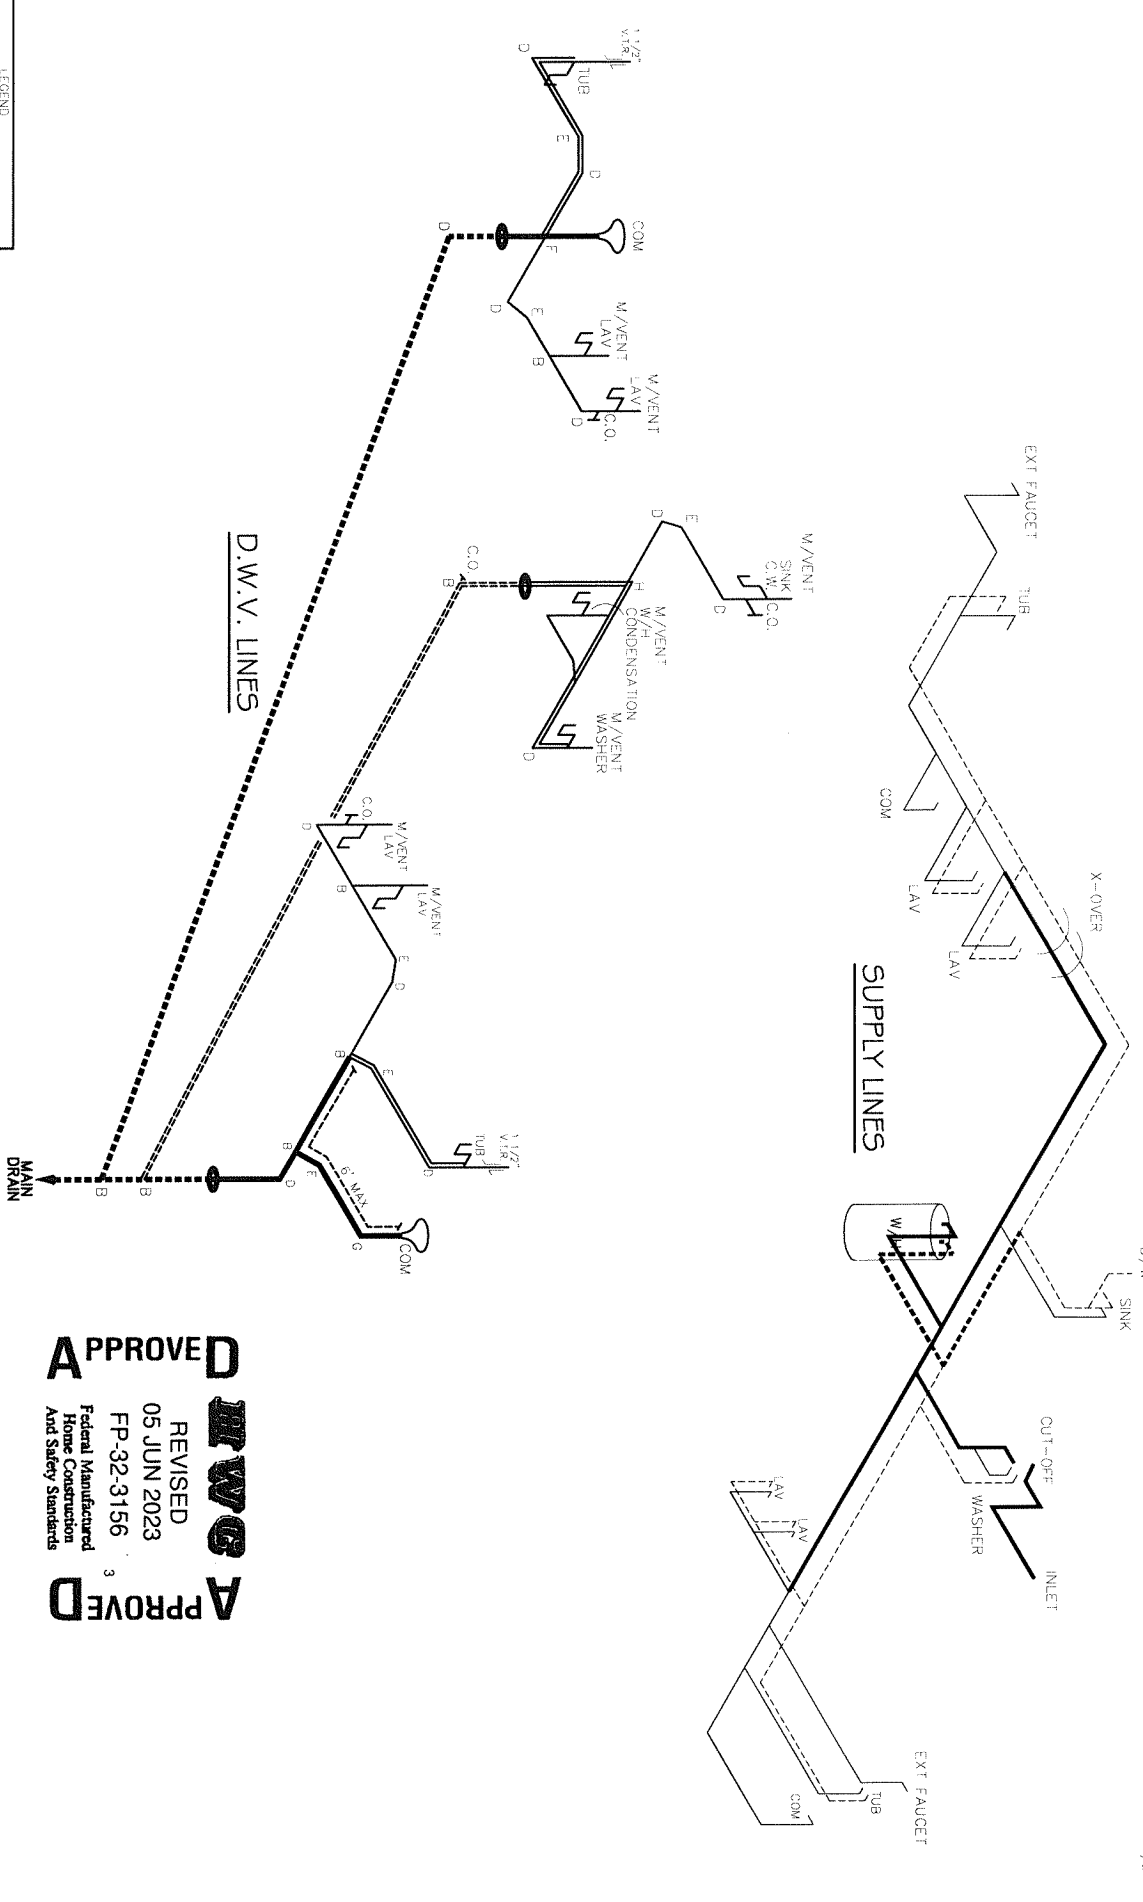 LEGEND
EXT FAUCET
TUB
COM
LAV
LAV
X-OVER
SUPPLY LINES
SINK
W/H
CUT-OFF
WASHER
INLET
LAV
LAV
EXT FAUCET
TUB
COM
1 1/2"
V.T.R.
TUB
D
E
D
COM
F
D
D
E
M/VENT
LAV
B
M/VENT
LAV
C.O.
D
M/VENT
SINK
C.W.
C.O.
E
D
C
H
C.O.
B
M/VENT
W/H
CONDENSATION
M/VENT
WASHER
D
D.W.V. LINES
C.O.
M/VENT
LAV
D
M/VENT
LAV
B
E
D
B
E
1 1/2"
V.T.R.
TUB
D
B
F
D
6' MAX
COM
G
B
B
MAIN
DRAIN
APPROVED
HWC
REVISED
05 JUN 2023
FP-32-3156
3
Federal Manufactured
Home Construction
And Safety Standards
APPROVED